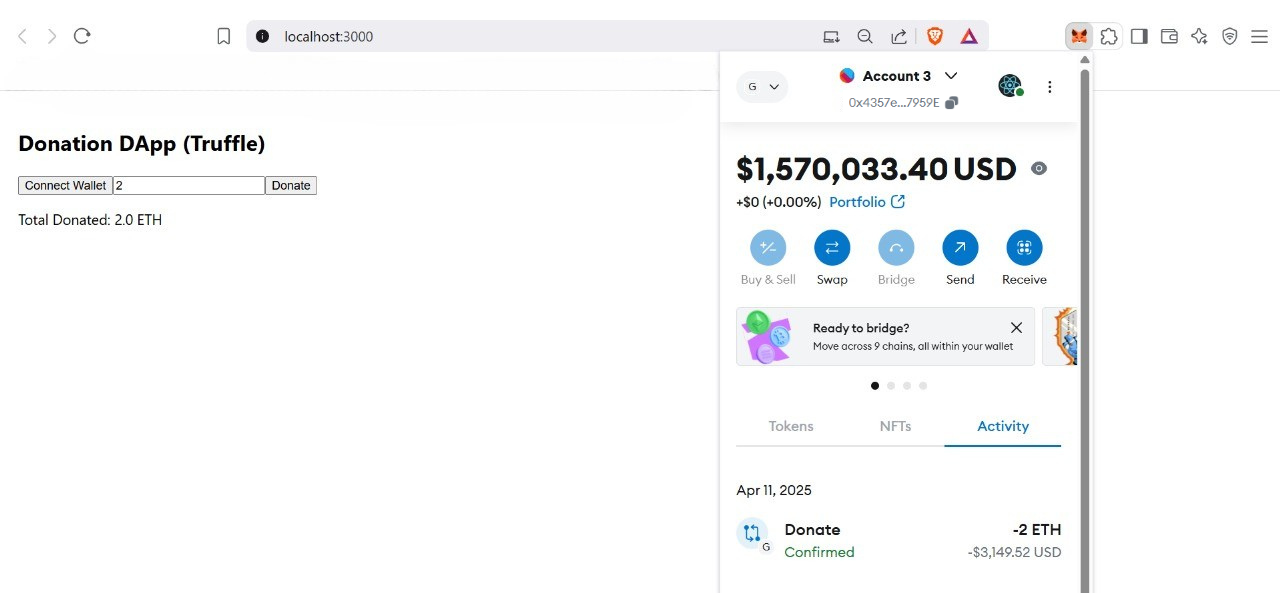 localhost:3000
G
Account 3
0x4357e...7959E
Donation DApp (Truffle)
Connect Wallet 2 Donate
Total Donated: 2.0 ETH
$1,570,033.40 USD
+$0 (+0.00%) Portfolio
Buy & Sell Swap Bridge Send Receive
Ready to bridge?
Move across 9 chains, all within your wallet
Tokens NFTs Activity
Apr 11, 2025
Donate -2 ETH
G
Confirmed -$3,149.52 USD